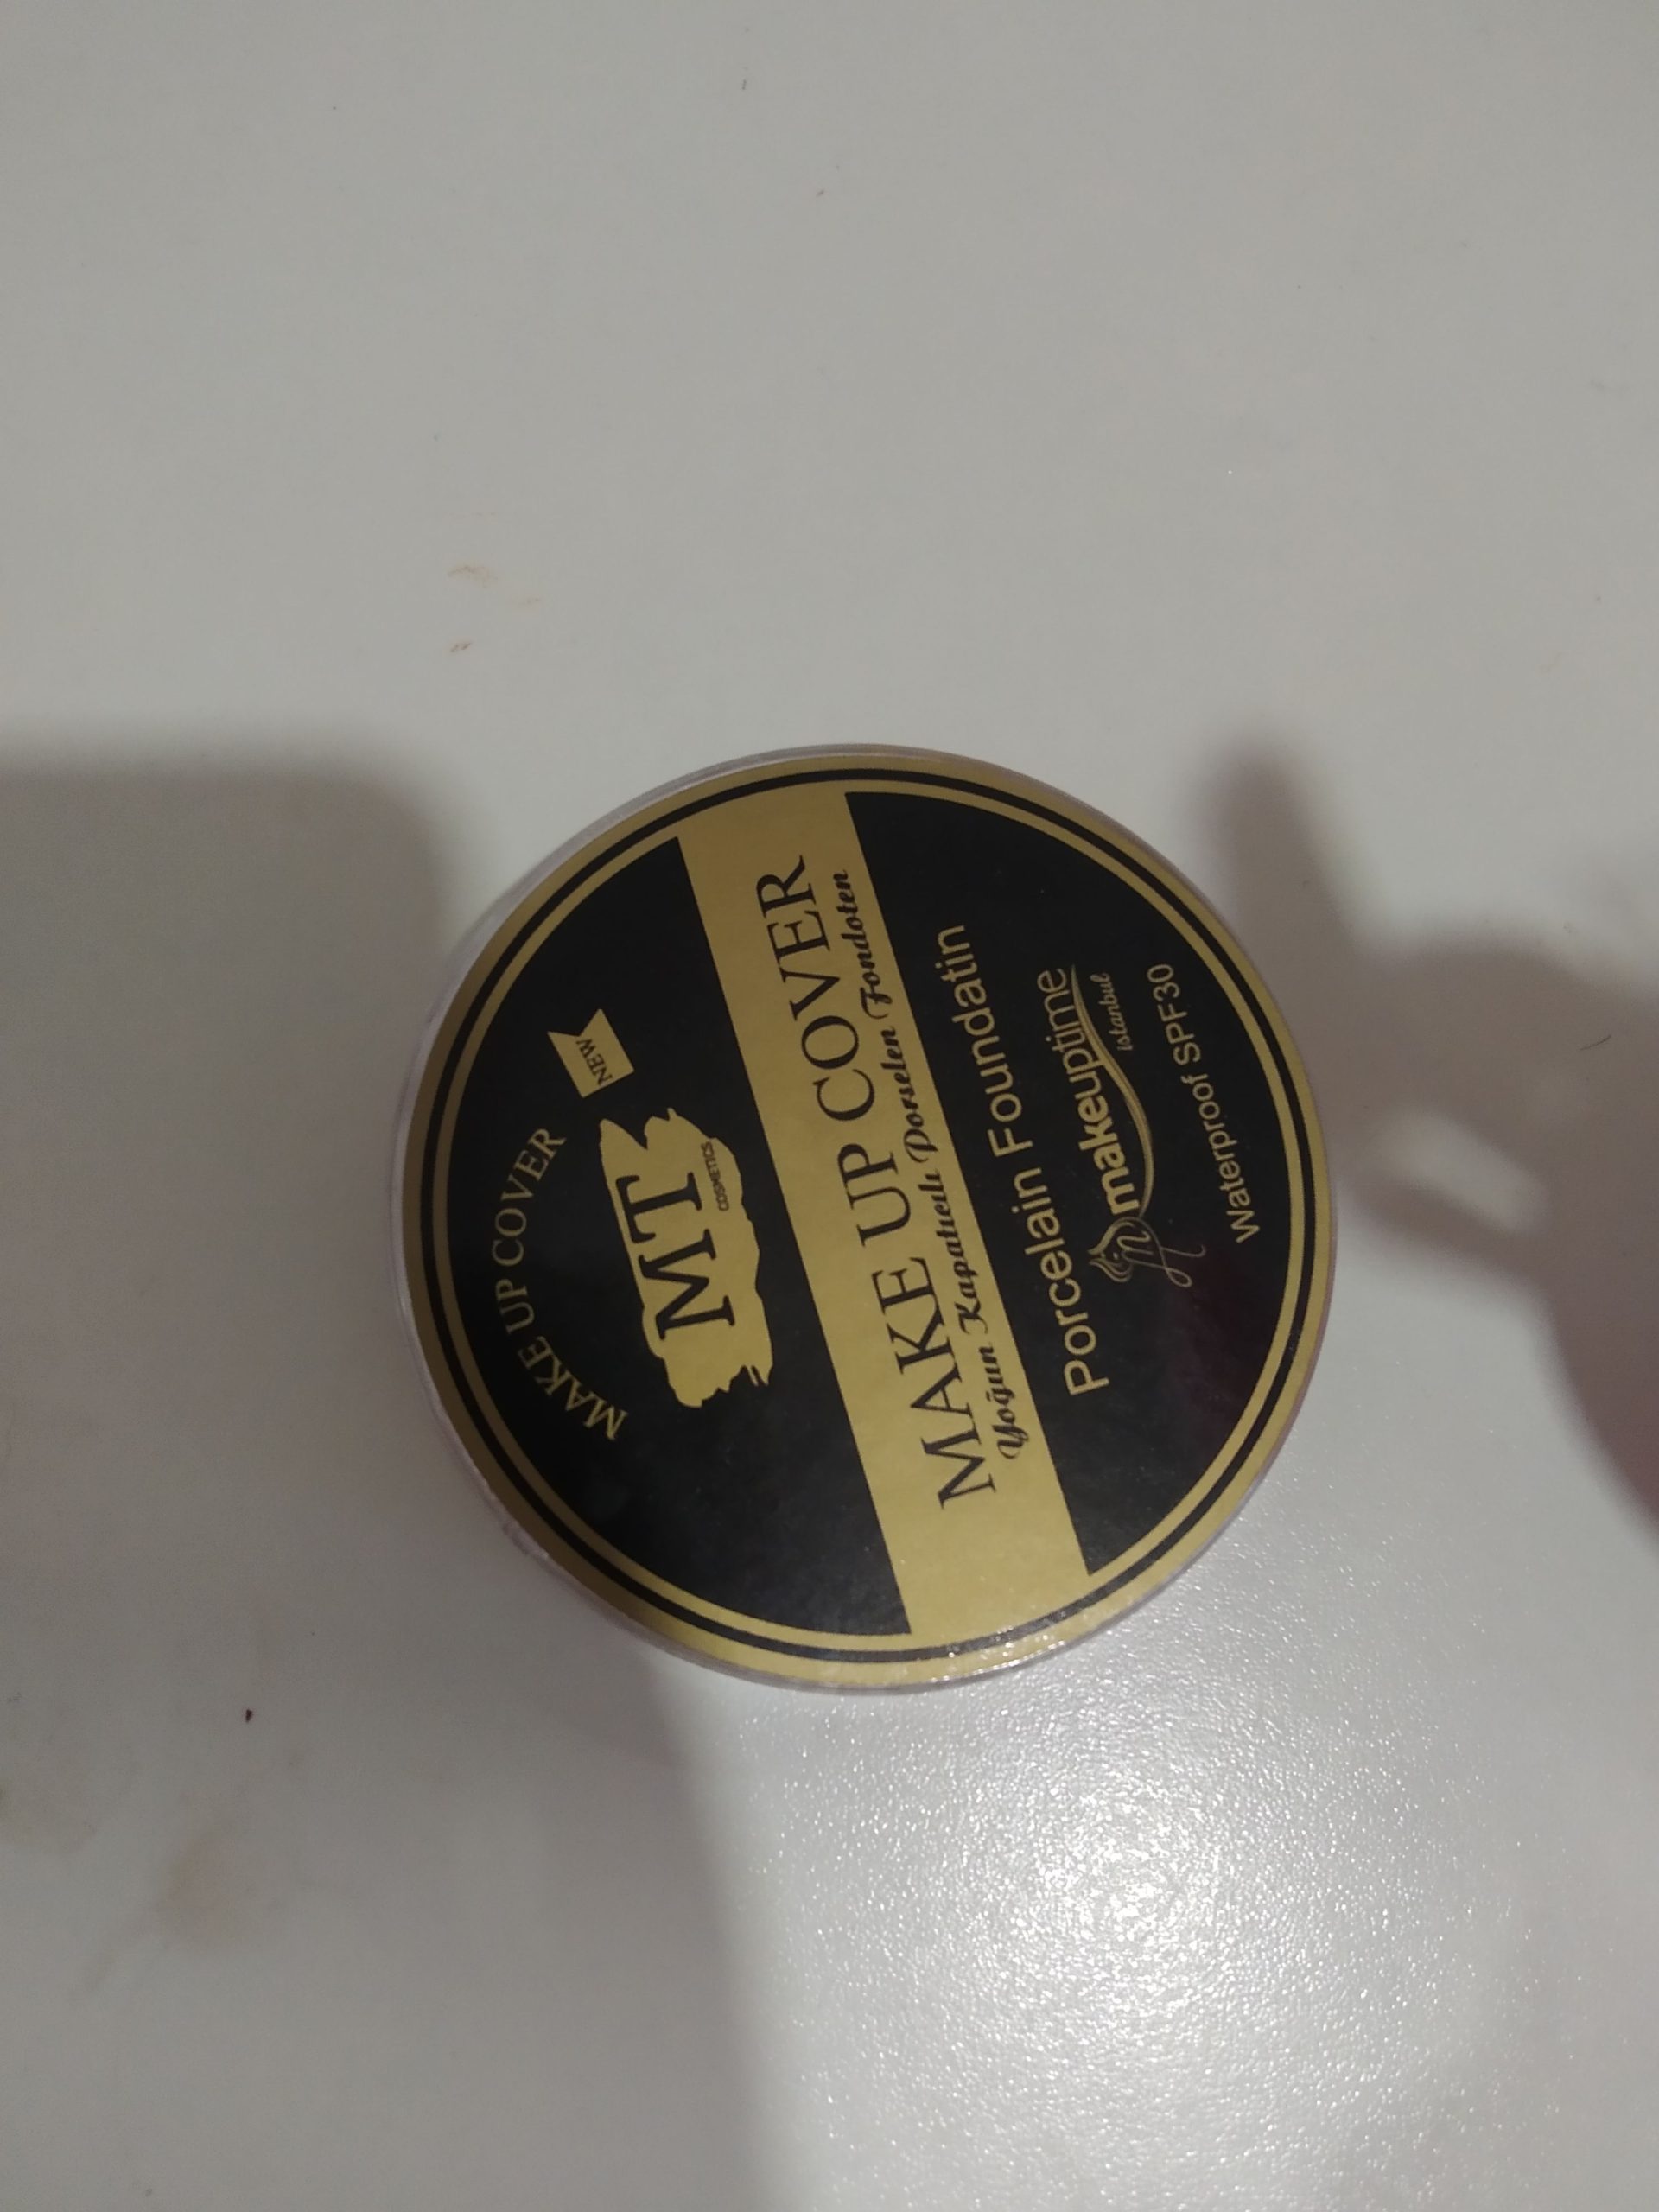 MAKE UP COVER
NEW
MT
COSMETICS
MAKE UP COVER
Yoğun Kapatıcılı Porselen Fondoten
Porcelain Foundatin
makeuptime
istanbul
Waterproof SPF30